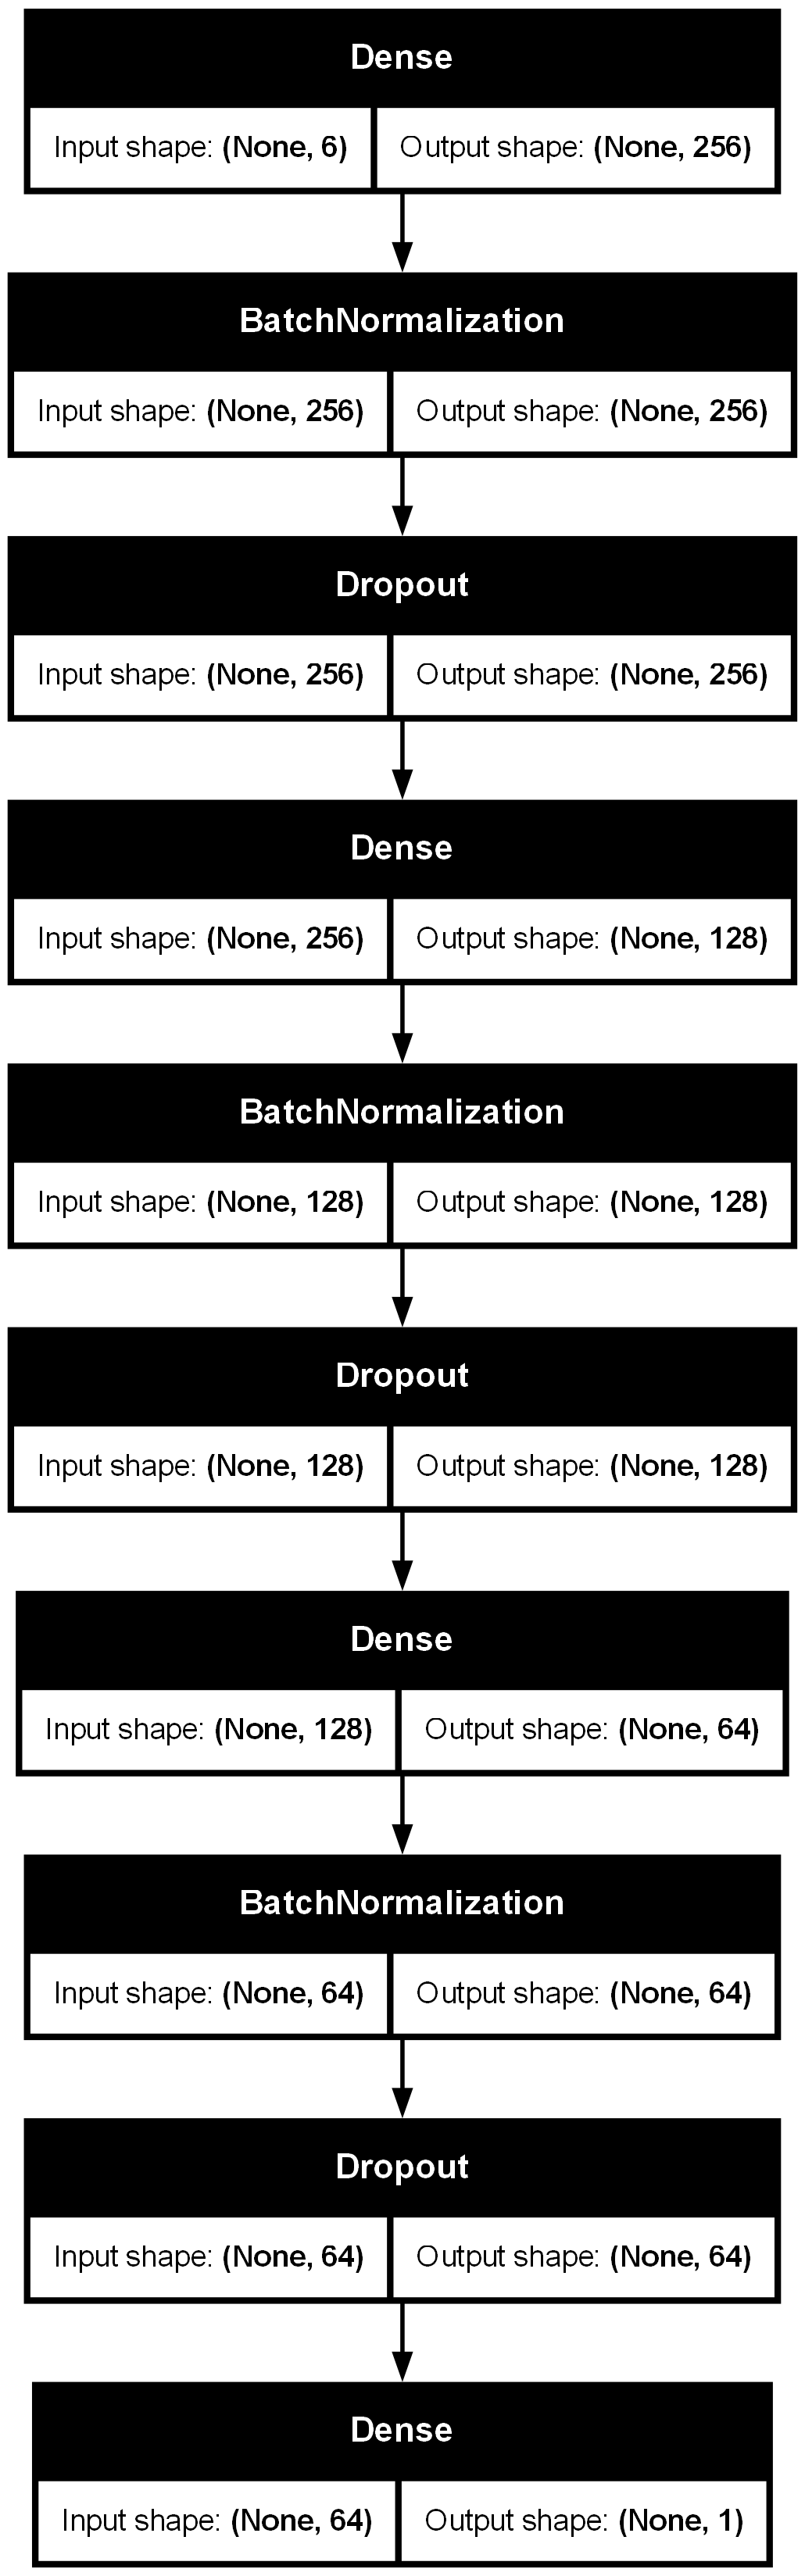 Dense
Input shape: (None, 6) Output shape: (None, 256)
BatchNormalization
Input shape: (None, 256) Output shape: (None, 256)
Dropout
Input shape: (None, 256) Output shape: (None, 256)
Dense
Input shape: (None, 256) Output shape: (None, 128)
BatchNormalization
Input shape: (None, 128) Output shape: (None, 128)
Dropout
Input shape: (None, 128) Output shape: (None, 128)
Dense
Input shape: (None, 128) Output shape: (None, 64)
BatchNormalization
Input shape: (None, 64) Output shape: (None, 64)
Dropout
Input shape: (None, 64) Output shape: (None, 64)
Dense
Input shape: (None, 64) Output shape: (None, 1)